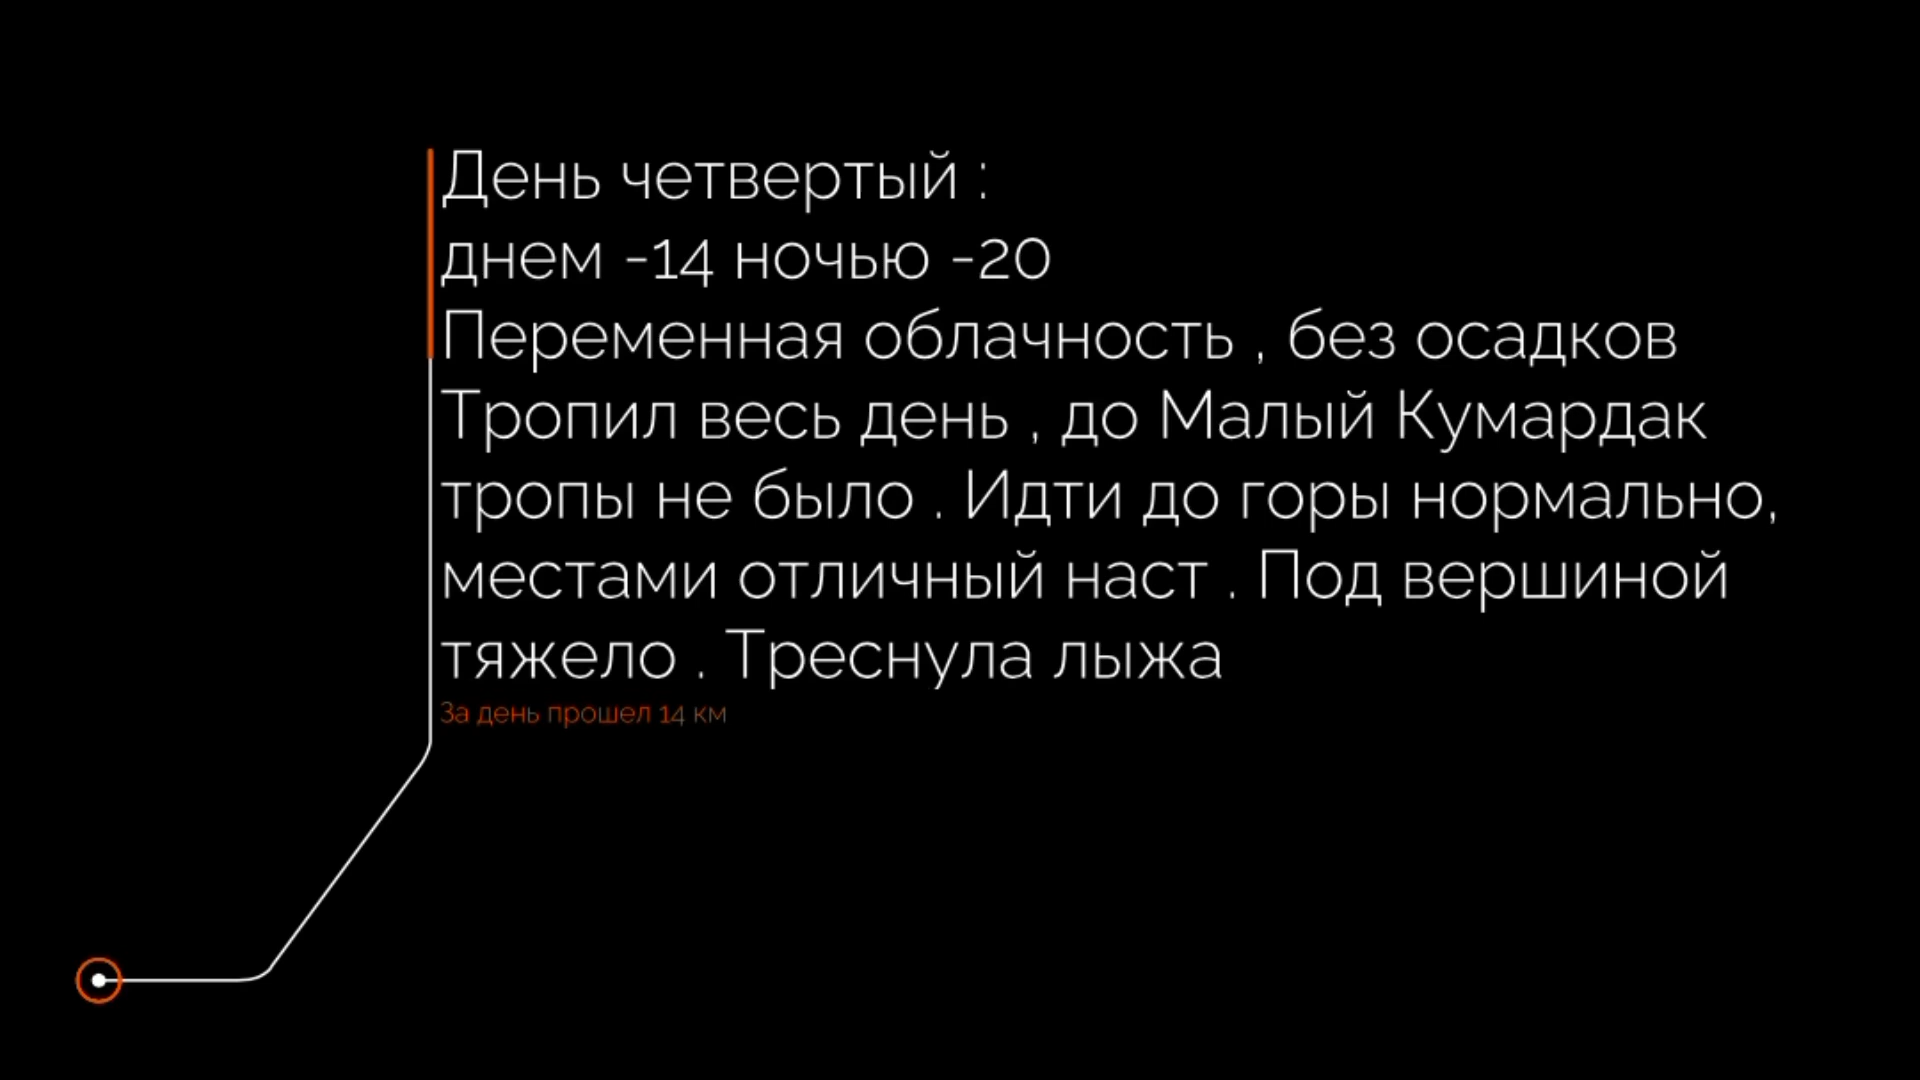 День четвертый :
днем -14 ночью -20
Переменная облачность , без осадков
Тропил весь день , до Малый Кумардак
тропы не было . Идти до горы нормально,
местами отличный наст . Под вершиной
тяжело . Треснула лыжа
За день прошел 14 км